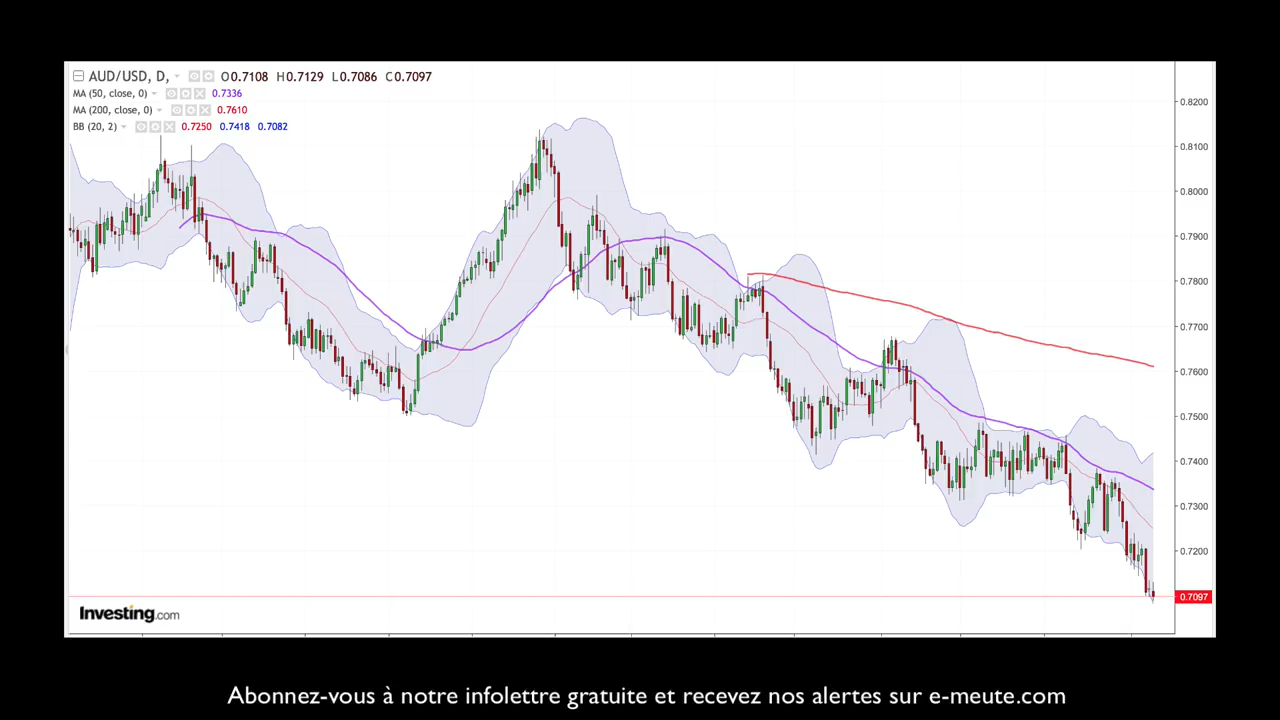 AUD/USD, D, O0.7108 H0.7129 L0.7086 C0.7097
MA (50, close, 0) 0.7336
MA (200, close, 0) 0.7610
BB (20, 2) 0.7250 0.7418 0.7082
0.8200
0.8100
0.8000
0.7900
0.7800
0.7700
0.7600
0.7500
0.7400
0.7300
0.7200
0.7097
Investing.com
Abonnez-vous à notre infolettre gratuite et recevez nos alertes sur e-meute.com